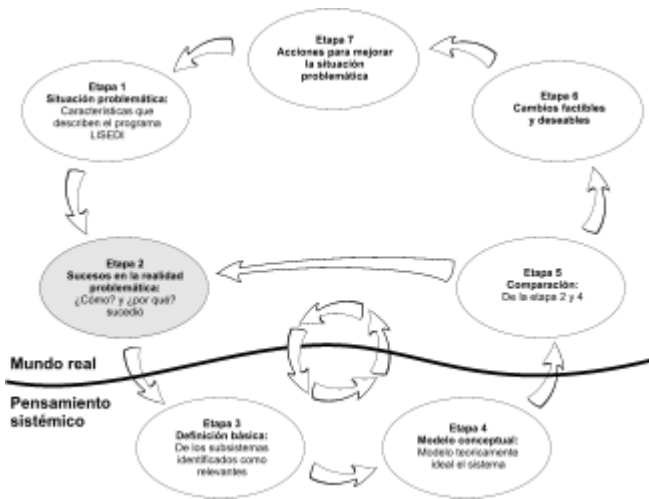 Etapa 7
Acciones para mejorar
la situación
problemática
Etapa 1
Situación problemática:
Características que
describen el programa
LISEDI
Etapa 6
Cambios factibles
y deseables
Etapa 2
Sucesos en la realidad
problemática:
¿Cómo? y ¿por qué?
sucedió
Etapa 5
Comparación:
De la etapa 2 y 4
Mundo real
Pensamiento
sistémico
Etapa 3
Definición básica:
De los subsistemas
identificados como
relevantes
Etapa 4
Modelo conceptual:
Modelo teoricamente
ideal el sistema